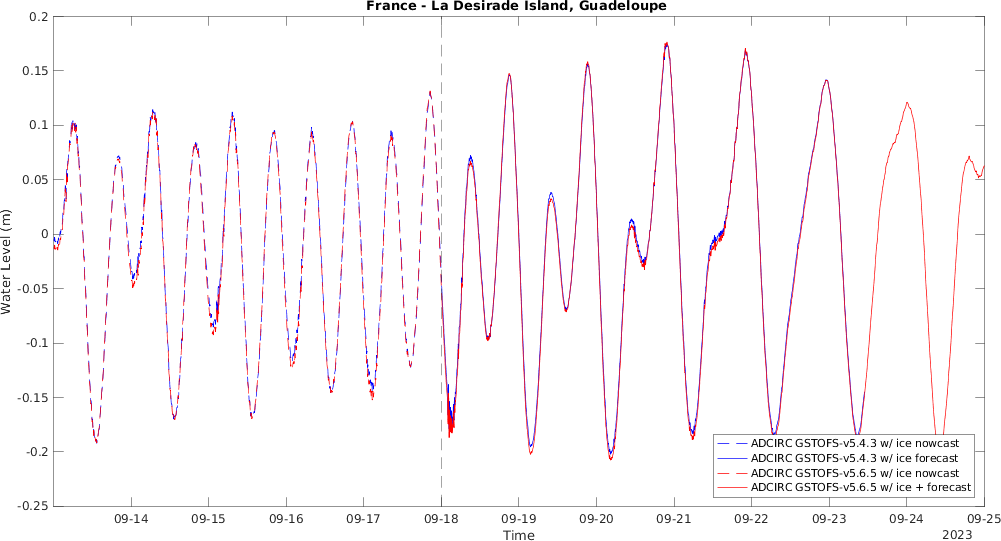 France - La Desirade Island, Guadeloupe
0.2
0.15
0.1
0.05
0
-0.05
-0.1
-0.15
-0.2
-0.25
Water Level (m)
ADCIRC GSTOFS-v5.4.3 w/ ice nowcast
ADCIRC GSTOFS-v5.4.3 w/ ice forecast
ADCIRC GSTOFS-v5.6.5 w/ ice nowcast
ADCIRC GSTOFS-v5.6.5 w/ ice + forecast
09-14 09-15 09-16 09-17 09-18 09-19 09-20 09-21 09-22 09-23 09-24 09-25
Time
2023